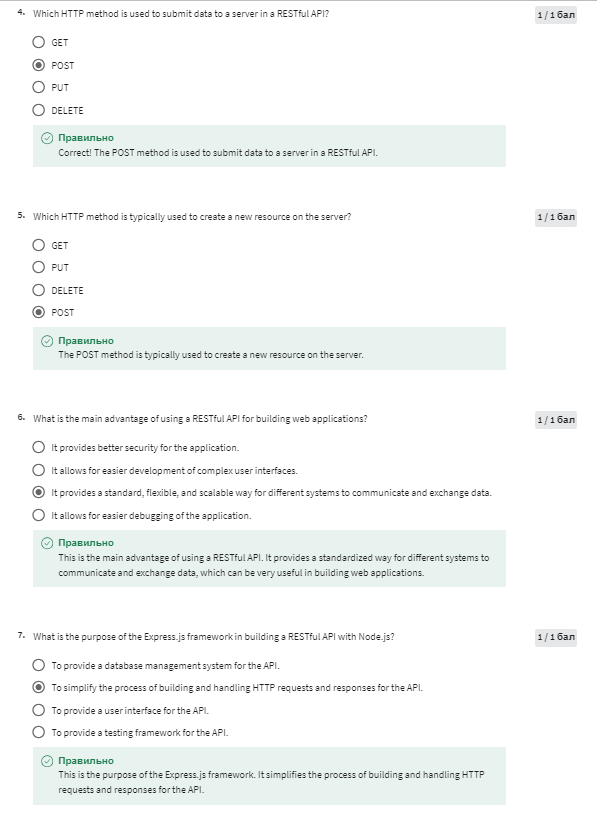 4. Which HTTP method is used to submit data to a server in a RESTful API?
1 / 1 бал
GET
POST
PUT
DELETE
Правильно
Correct! The POST method is used to submit data to a server in a RESTful API.
5. Which HTTP method is typically used to create a new resource on the server?
1 / 1 бал
GET
PUT
DELETE
POST
Правильно
The POST method is typically used to create a new resource on the server.
6. What is the main advantage of using a RESTful API for building web applications?
1 / 1 бал
It provides better security for the application.
It allows for easier development of complex user interfaces.
It provides a standard, flexible, and scalable way for different systems to communicate and exchange data.
It allows for easier debugging of the application.
Правильно
This is the main advantage of using a RESTful API. It provides a standardized way for different systems to
communicate and exchange data, which can be very useful in building web applications.
7. What is the purpose of the Express.js framework in building a RESTful API with Node.js?
1 / 1 бал
To provide a database management system for the API.
To simplify the process of building and handling HTTP requests and responses for the API.
To provide a user interface for the API.
To provide a testing framework for the API.
Правильно
This is the purpose of the Express.js framework. It simplifies the process of building and handling HTTP
requests and responses for the API.